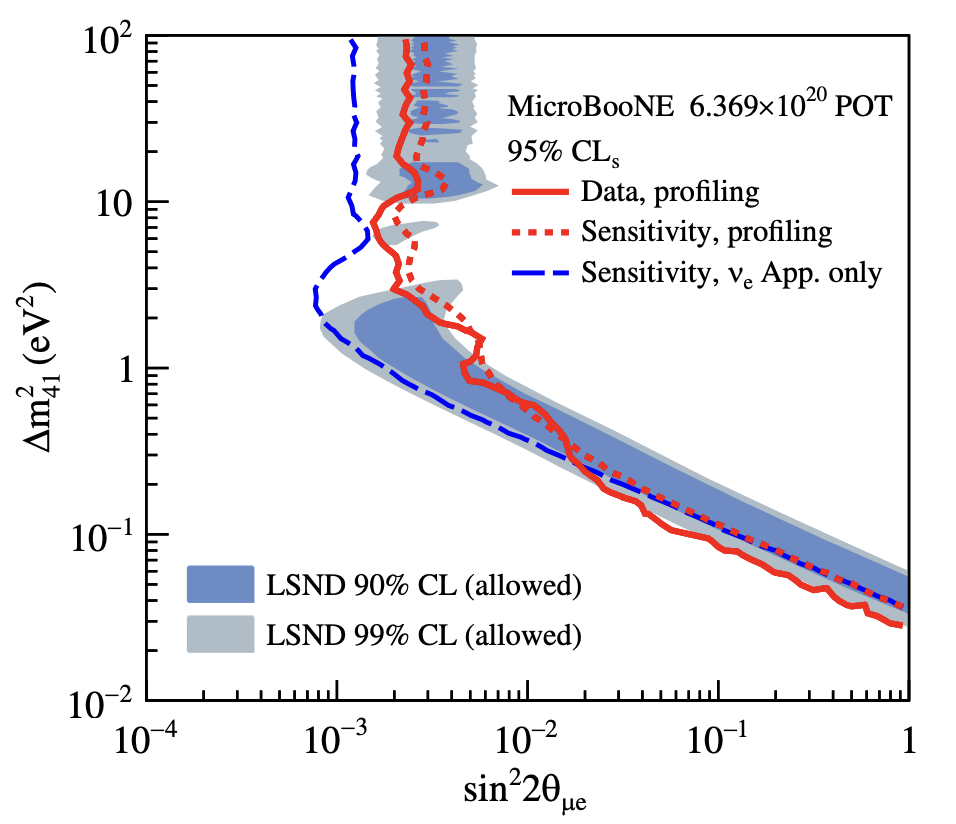 10²
10
1
10⁻¹
10⁻²
Δm²₄₁ (eV²)
MicroBooNE 6.369×10²⁰ POT
95% CLₛ
Data, profiling
Sensitivity, profiling
Sensitivity, νₑ App. only
LSND 90% CL (allowed)
LSND 99% CL (allowed)
10⁻⁴ 10⁻³ 10⁻² 10⁻¹ 1
sin²2θμe